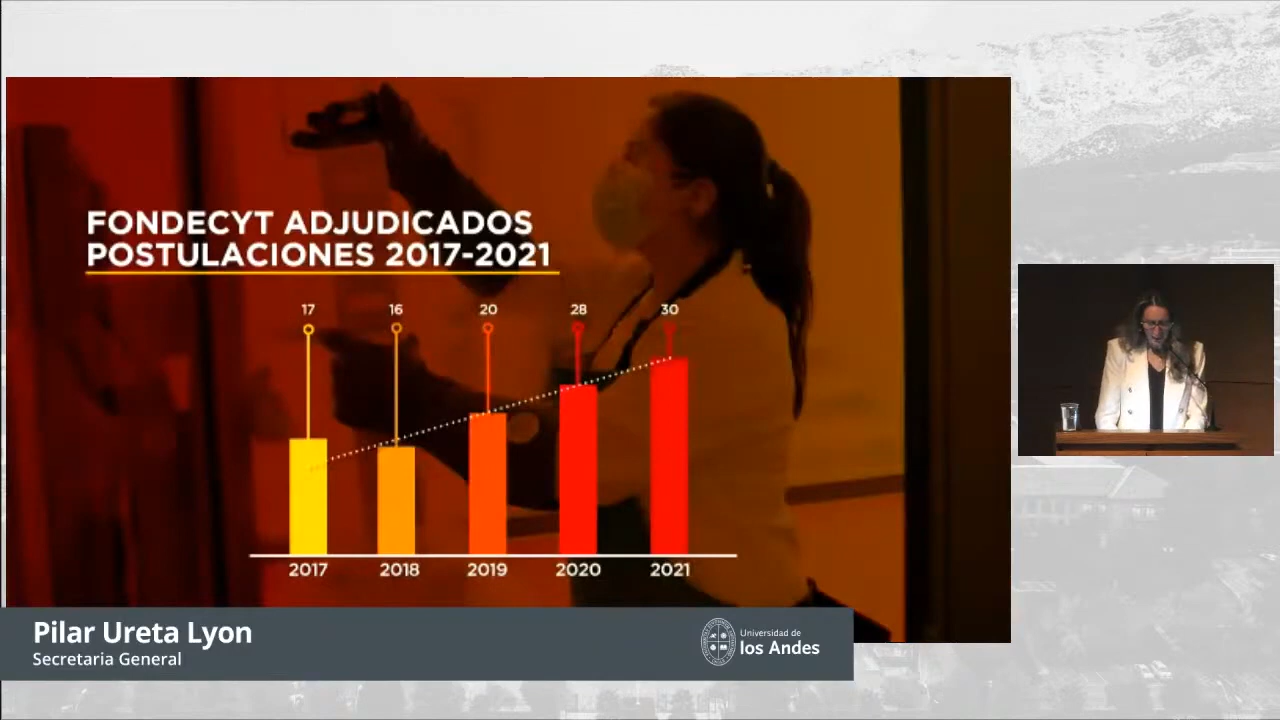 FONDECYT ADJUDICADOS
POSTULACIONES 2017-2021
17 16 20 28 30
2017 2018 2019 2020 2021
Pilar Ureta Lyon
Secretaria General
Universidad de
los Andes